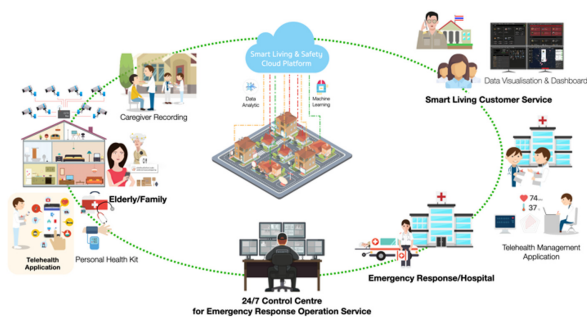 Smart Living & Safety
Cloud Platform
Data
Analytic
Machine
Learning
Caregiver Recording
Data Visualisation & Dashboard
Smart Living Customer Service
Elderly/Family
Telehealth
Application
Personal Health Kit
74
37
Telehealth Management
Application
Emergency Response/Hospital
24/7 Control Centre
for Emergency Response Operation Service